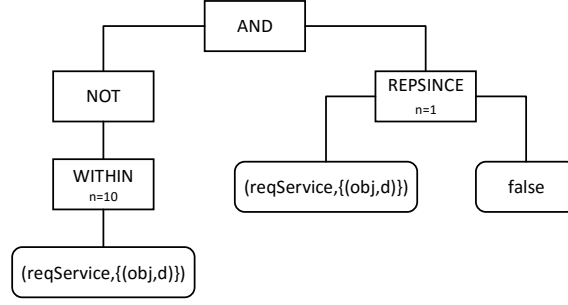 AND
NOT
REPSINCE
n=1
WITHIN
n=10
(reqService,{(obj,d)})
false
(reqService,{(obj,d)})